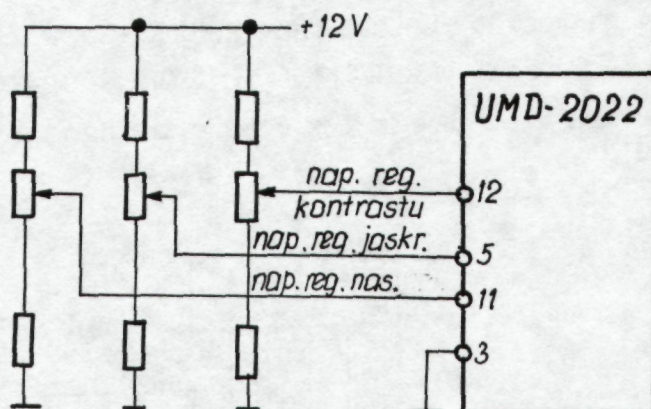 +12V
UMD-2022
nap. reg.
kontrastu
12
nap.reg.jaskr.
5
nap.reg.nas.
11
3